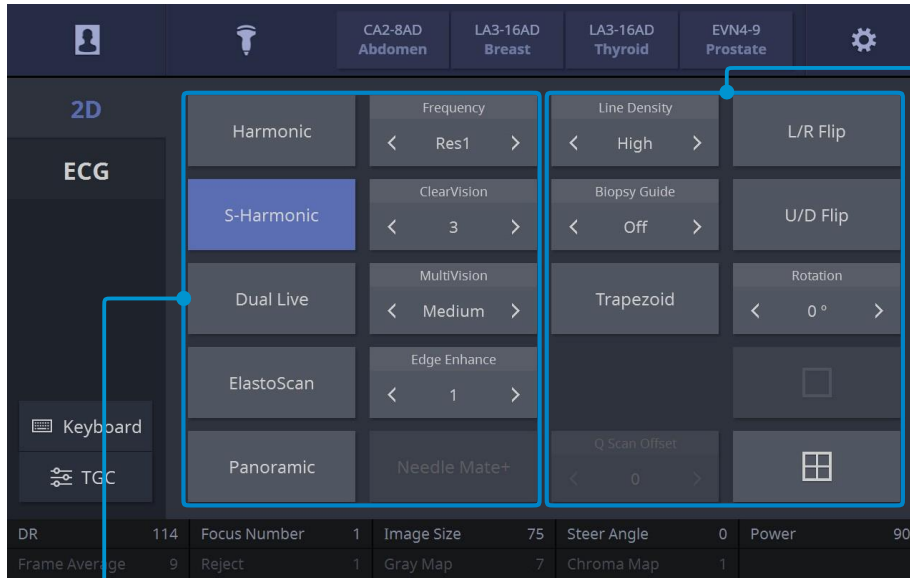 CA2-8AD LA3-16AD LA3-16AD EVN4-9
Abdomen Breast Thyroid Prostate
2D
ECG
Harmonic
Frequency
Res1
Line Density
High
L/R Flip
S-Harmonic
ClearVision
3
Biopsy Guide
Off
U/D Flip
Dual Live
MultiVision
Medium
Trapezoid
Rotation
0 °
ElastoScan
Edge Enhance
1
Keyboard
TGC
Panoramic
Needle Mate+
Q Scan Offset
0
DR 114 Focus Number 1 Image Size 75 Steer Angle 0 Power 90
Frame Average 9 Reject 1 Gray Map 7 Chroma Map 1